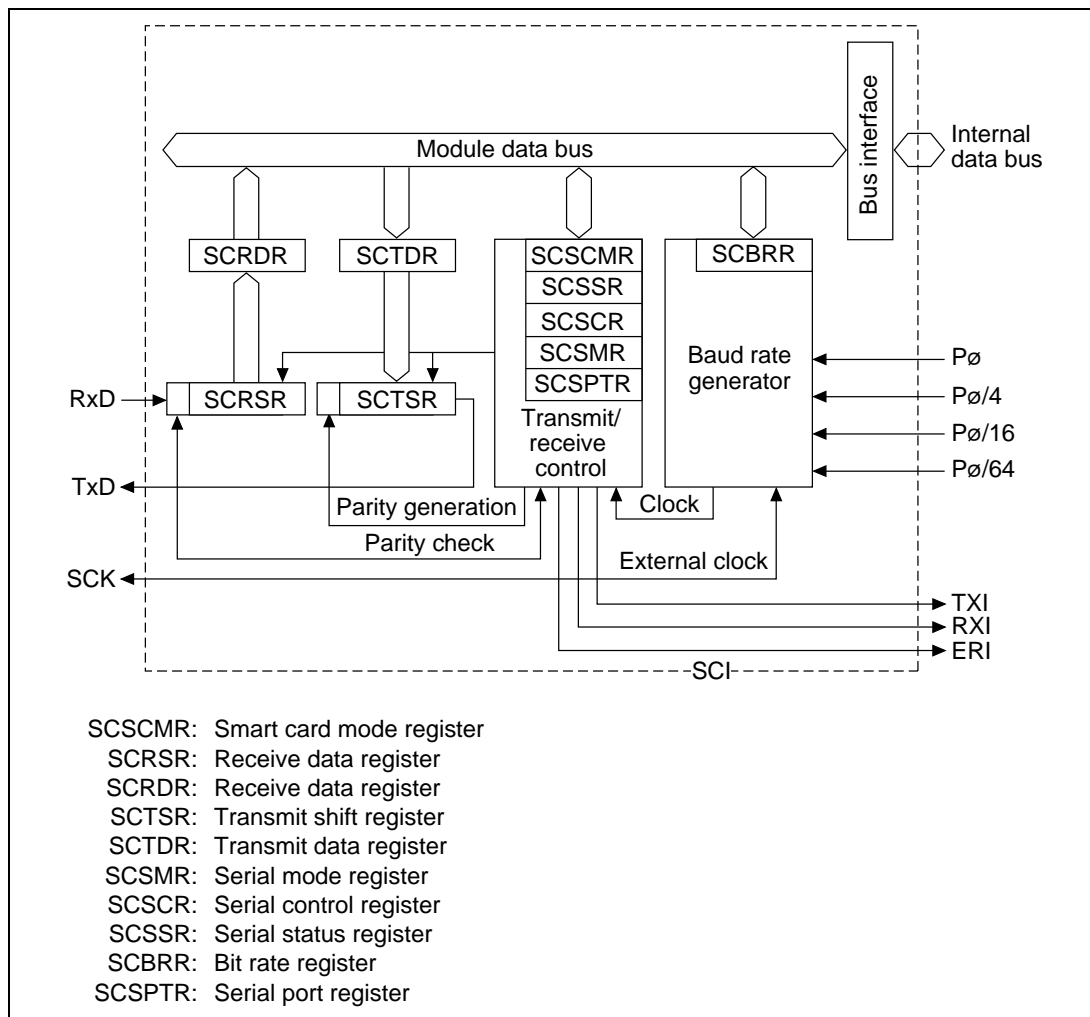 Module data bus
Bus interface
Internal
data bus
SCRDR
SCTDR
SCSCMR
SCSSR
SCSCR
SCSMR
SCSPTR
Transmit/
receive
control
SCBRR
Baud rate
generator
Pø
Pø/4
Pø/16
Pø/64
RxD
SCRSR
SCTSR
TxD
Parity generation
Parity check
Clock
External clock
SCK
TXI
RXI
ERI
SCI
SCSCMR: Smart card mode register
SCRSR: Receive data register
SCRDR: Receive data register
SCTSR: Transmit shift register
SCTDR: Transmit data register
SCSMR: Serial mode register
SCSCR: Serial control register
SCSSR: Serial status register
SCBRR: Bit rate register
SCSPTR: Serial port register